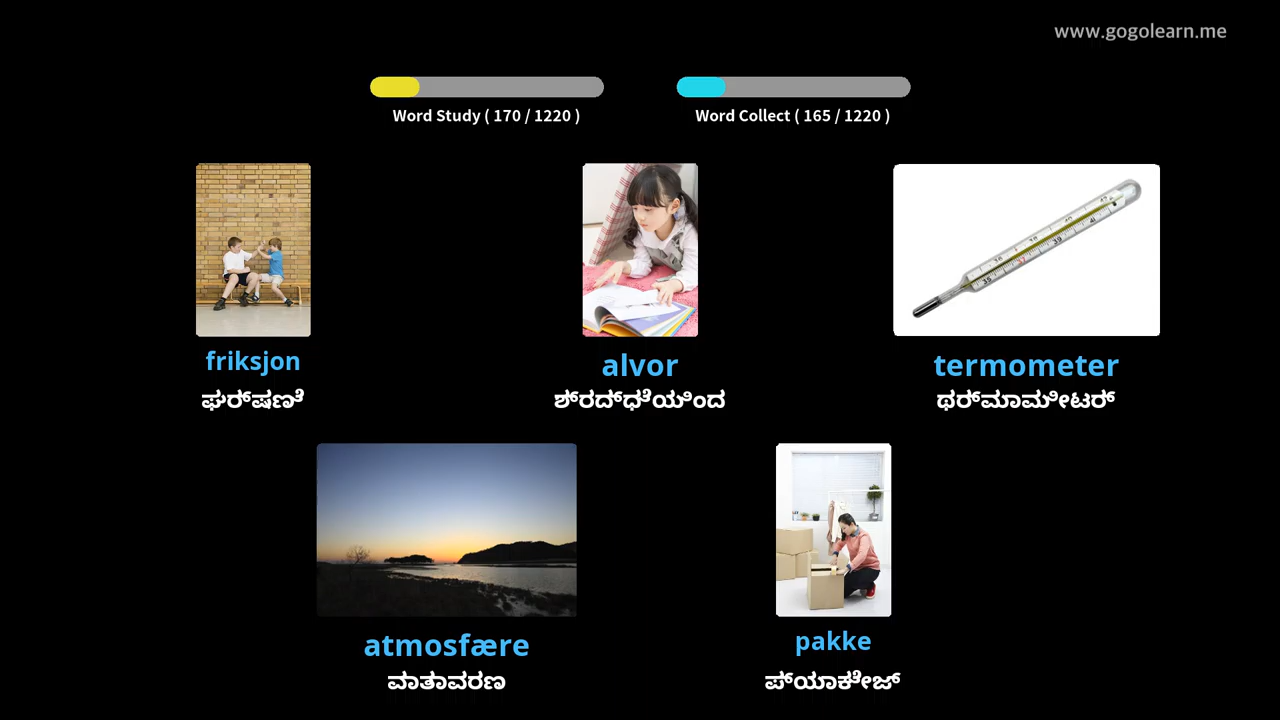 www.gogolearn.me
Word Study ( 170 / 1220 )
Word Collect ( 165 / 1220 )
friksjon
ಘರ್ಷಣೆ
alvor
ಶ್ರದ್ಧೆಯಿಂದ
termometer
ಥರ್ಮಾಮೀಟರ್
atmosfære
ವಾತಾವರಣ
pakke
ಪ್ಯಾಕೇಜ್